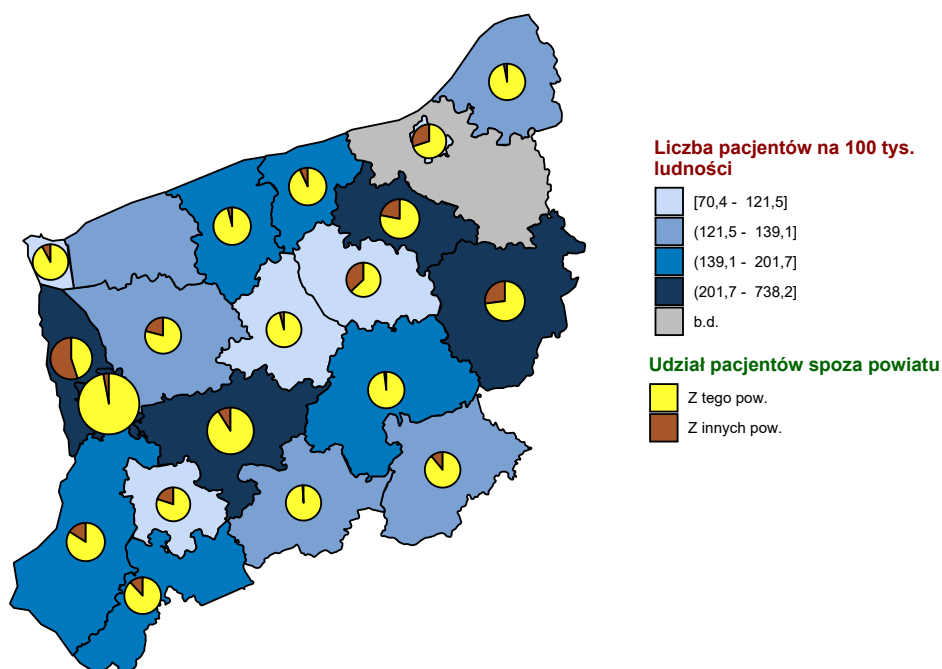 Liczba pacjentów na 100 tys.
ludności
[70,4 - 121,5]
(121,5 - 139,1]
(139,1 - 201,7]
(201,7 - 738,2]
b.d.
Udział pacjentów spoza powiatu
Z tego pow.
Z innych pow.